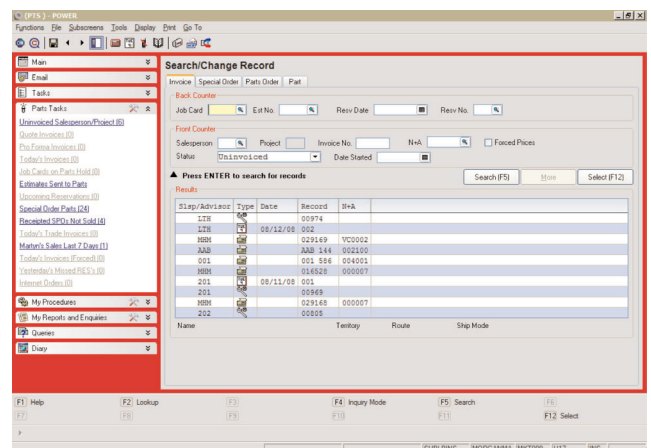 (PTS ) - POWER
Functions File Subscreens Tools Display Print Go To
Main
Email
Tasks
Parts Tasks
Uninvoiced Salesperson/Project (6)
Quote Invoices (0)
Pro Forma Invoices (0)
Today's Invoices (0)
Job Cards on Parts Hold (0)
Estimates Sent to Parts
Upcoming Reservations (0)
Special Order Parts (24)
Receipted SPOs Not Sold (4)
Today's Trade Invoices (0)
Martyn's Sales Last 7 Days (1)
Today's Invoices (Forced) (0)
Yesterday's Missed RES's (0)
Internet Orders (0)
My Procedures
My Reports and Enquiries
Queries
Diary
Search/Change Record
Invoice Special Order Parts Order Part
Back Counter
Job Card Est No. Resv Date Resv No.
Front Counter
Salesperson Project Invoice No. N+A Forced Prices
Status Uninvoiced Date Started
Press ENTER to search for records
Search (F5) More Select (F12)
Results
Slsp/Advisor Type Date Record N+A
LTH 00974
LTH 08/12/08 002
MHM 029169 VC0002
AAB AAB 144 002100
001 001 586 004001
MHM 016528 000007
201 08/11/08 001
201 00969
MHM 029168 000007
202 00805
Name Territory Route Ship Mode
F1 Help F2 Lookup F3 F4 Inquiry Mode F5 Search F6
F7 F8 F9 F10 F11 F12 Select